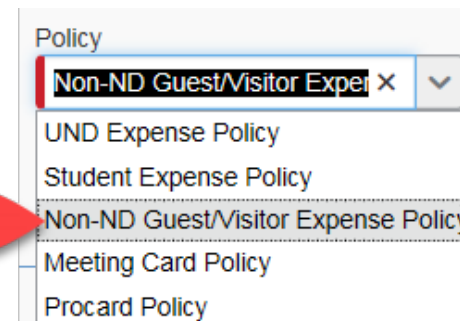 Policy
Non-ND Guest/Visitor Exper
UND Expense Policy
Student Expense Policy
Non-ND Guest/Visitor Expense Policy
Meeting Card Policy
Procard Policy